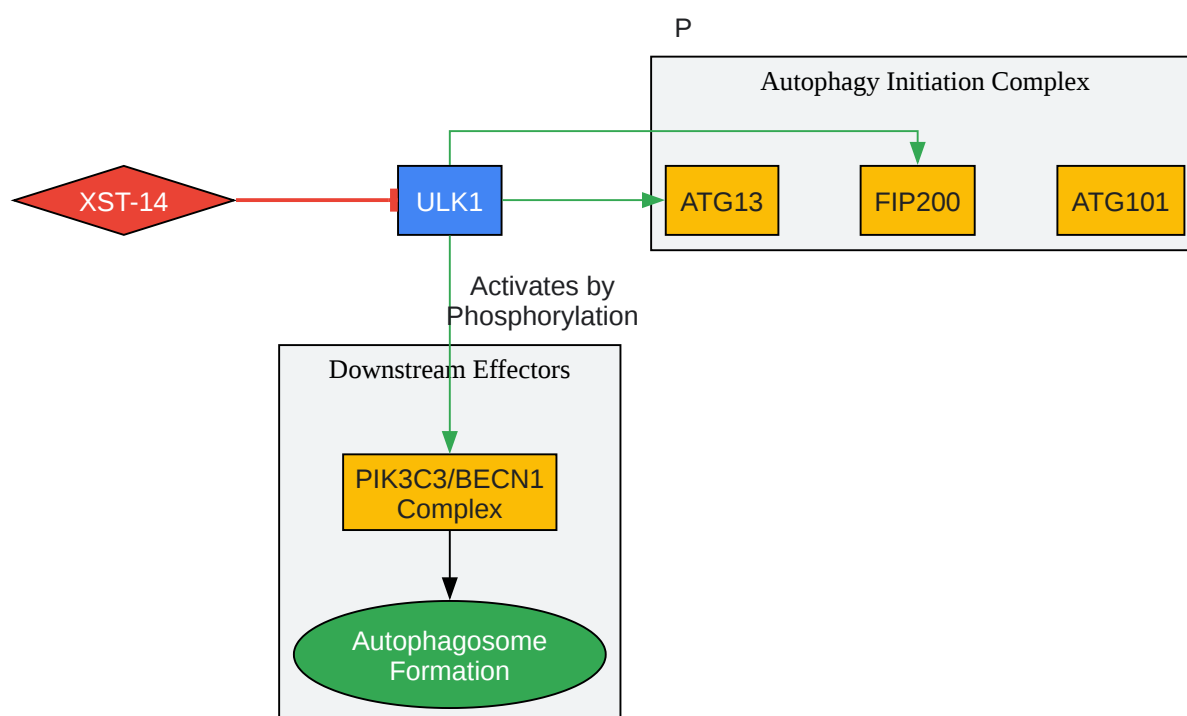 P
Autophagy Initiation Complex
XST-14
ULK1
ATG13
FIP200
ATG101
Activates by
Phosphorylation
Downstream Effectors
PIK3C3/BECN1
Complex
Autophagosome
Formation